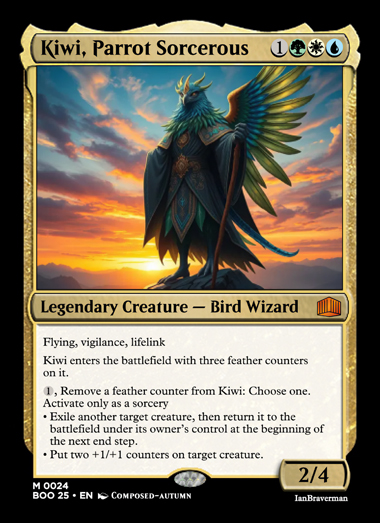 Kiwi, Parrot Sorcerous 1
Legendary Creature — Bird Wizard
Flying, vigilance, lifelink
Kiwi enters the battlefield with three feather counters
on it.
1, Remove a feather counter from Kiwi: Choose one.
Activate only as a sorcery
• Exile another target creature, then return it to the
battlefield under its owner's control at the beginning of
the next end step.
• Put two +1/+1 counters on target creature.
2/4
M 0024
BOO 25 • EN COMPOSED-AUTUMN
IanBraverman